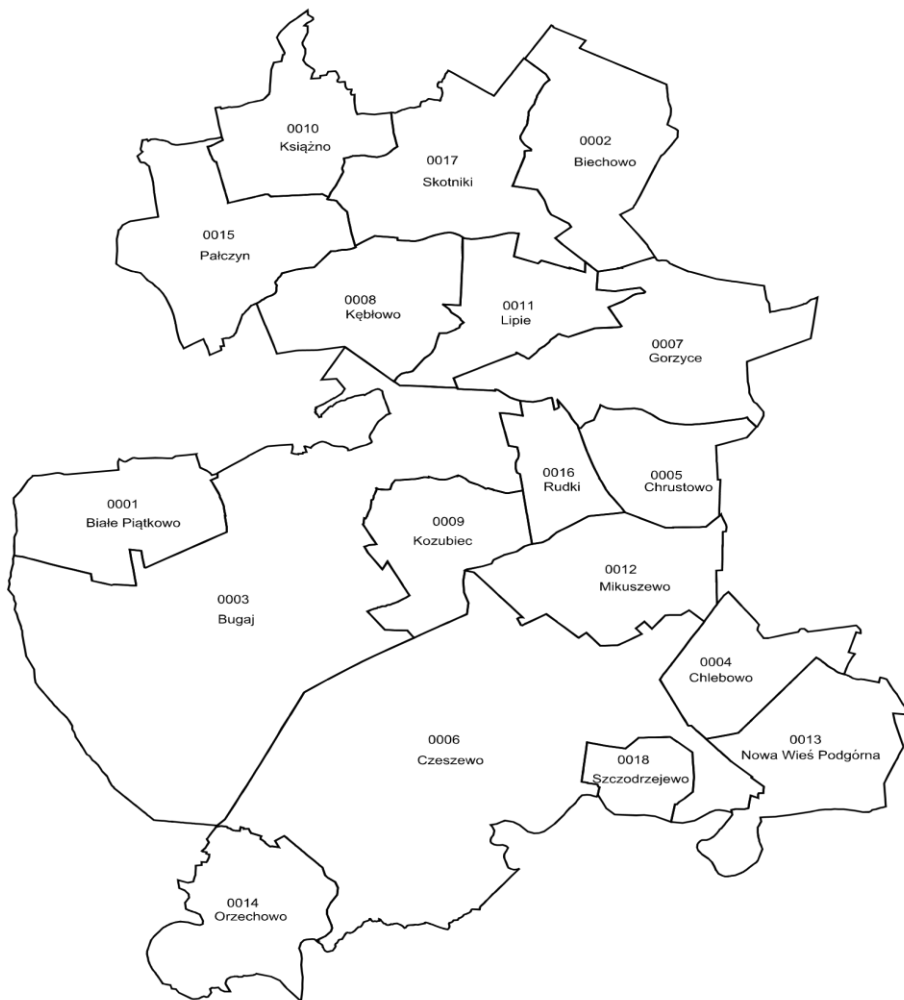 0010
Książno
0002
Biechowo
0017
Skotniki
0015
Pałczyn
0008
Kębłowo
0011
Lipie
0007
Gorzyce
0016
Rudki
0005
Chrustowo
0001
Białe Piątkowo
0009
Kozubiec
0012
Mikuszewo
0003
Bugaj
0004
Chlebowo
0006
Czeszewo
0013
Nowa Wieś Podgórna
0018
Szczodrzejewo
0014
Orzechowo